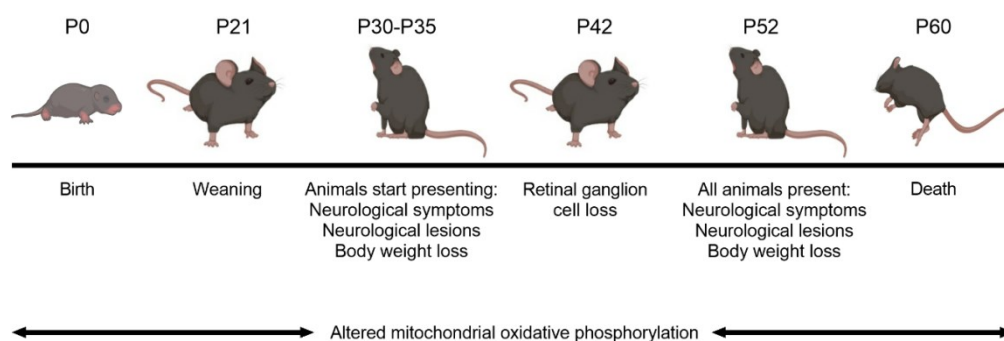 P0
P21
P30-P35
P42
P52
P60
Birth
Weaning
Animals start presenting:
Neurological symptoms
Neurological lesions
Body weight loss
Retinal ganglion
cell loss
All animals present:
Neurological symptoms
Neurological lesions
Body weight loss
Death
Altered mitochondrial oxidative phosphorylation